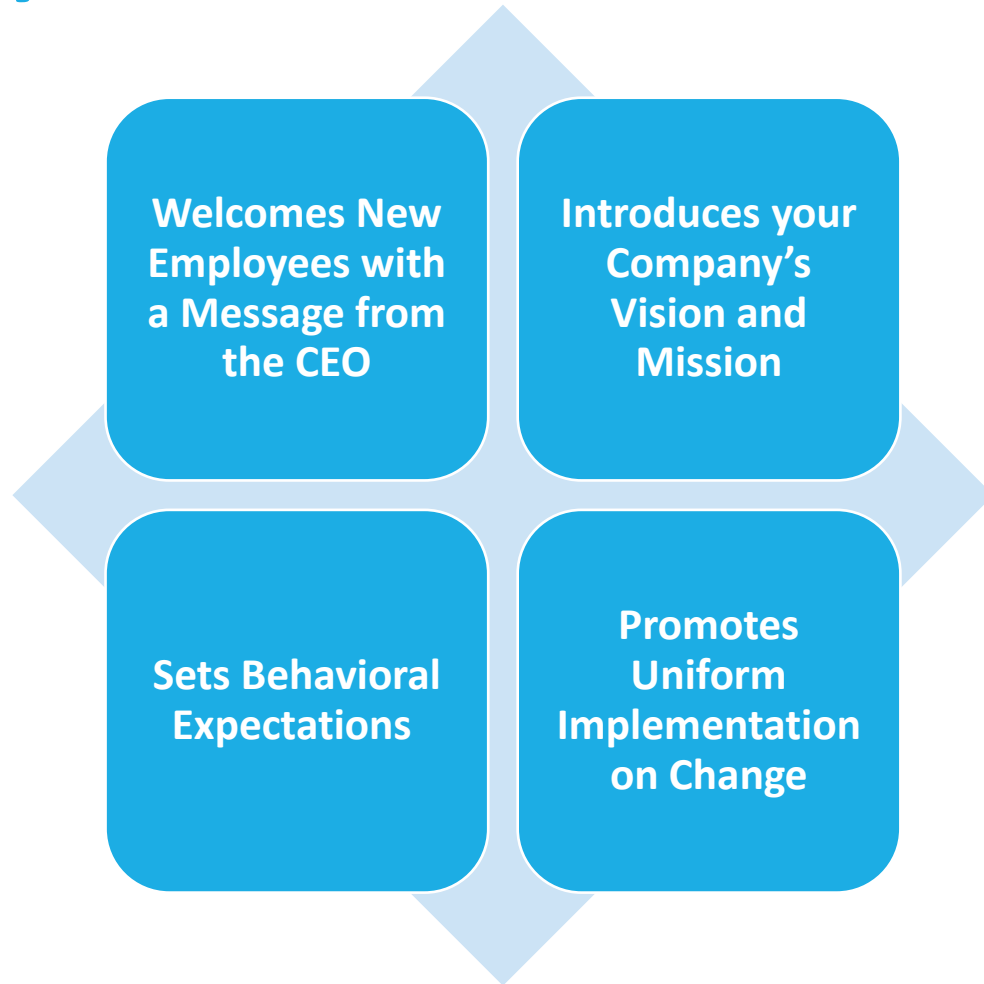 Welcomes New
Employees with
a Message from
the CEO
Introduces your
Company’s
Vision and
Mission
Sets Behavioral
Expectations
Promotes
Uniform
Implementation
on Change